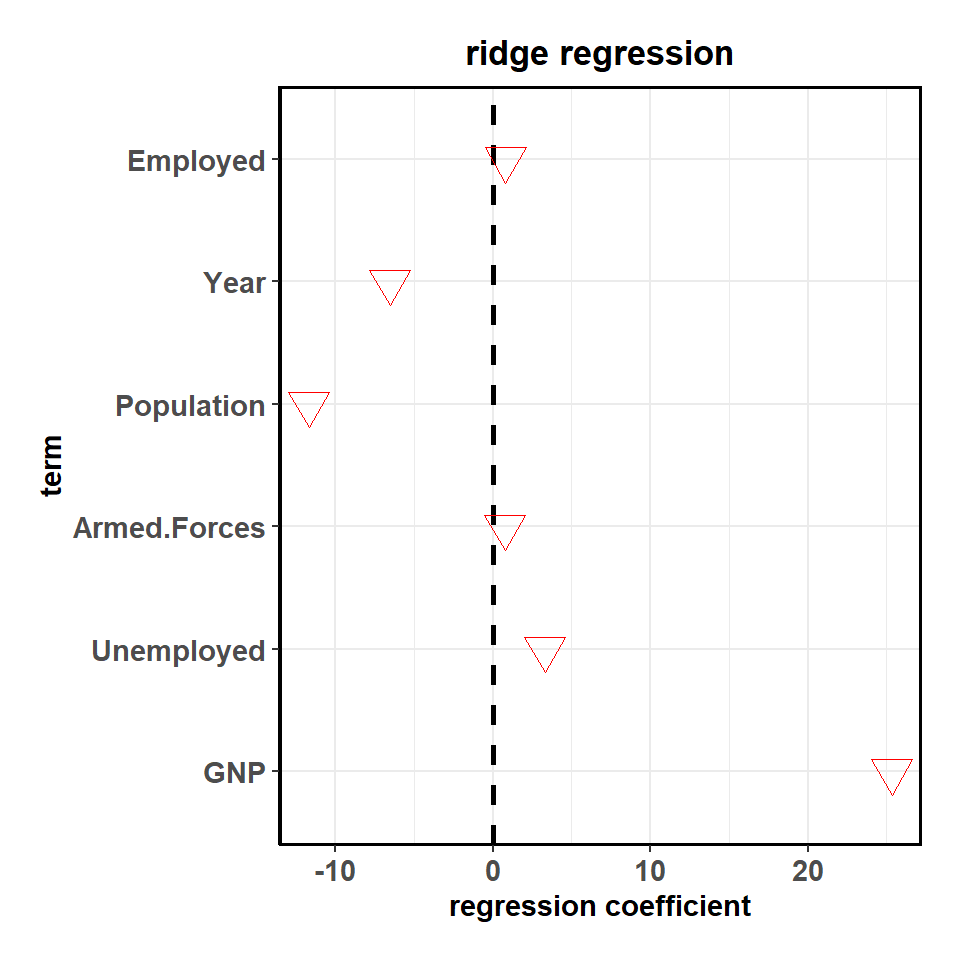 ridge regression
Employed
Year
Population
Armed.Forces
Unemployed
GNP
term
-10 0 10 20
regression coefficient